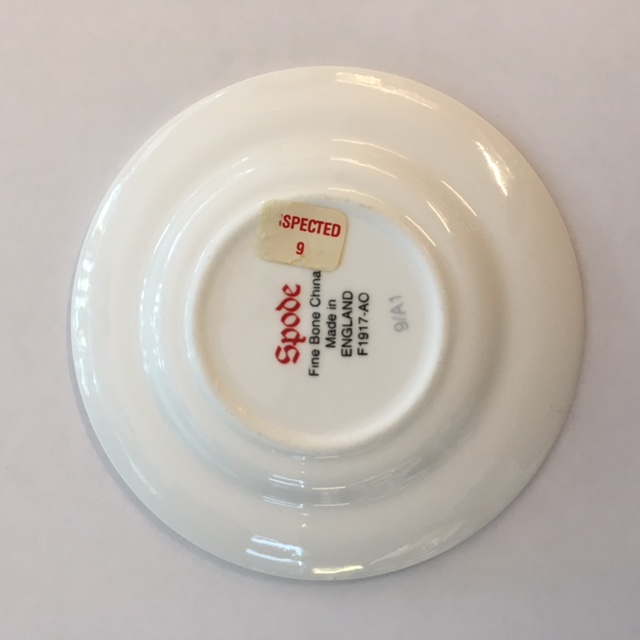 SPECTED
9
Spode
Fine Bone China
Made in
ENGLAND
F1917-AO
9/A1